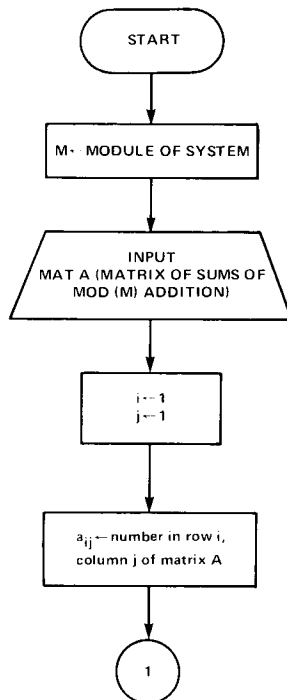 START
M← MODULE OF SYSTEM
INPUT
MAT A (MATRIX OF SUMS OF
MOD (M) ADDITION)
i←1
j←1
aᵢⱼ←number in row i,
column j of matrix A
1